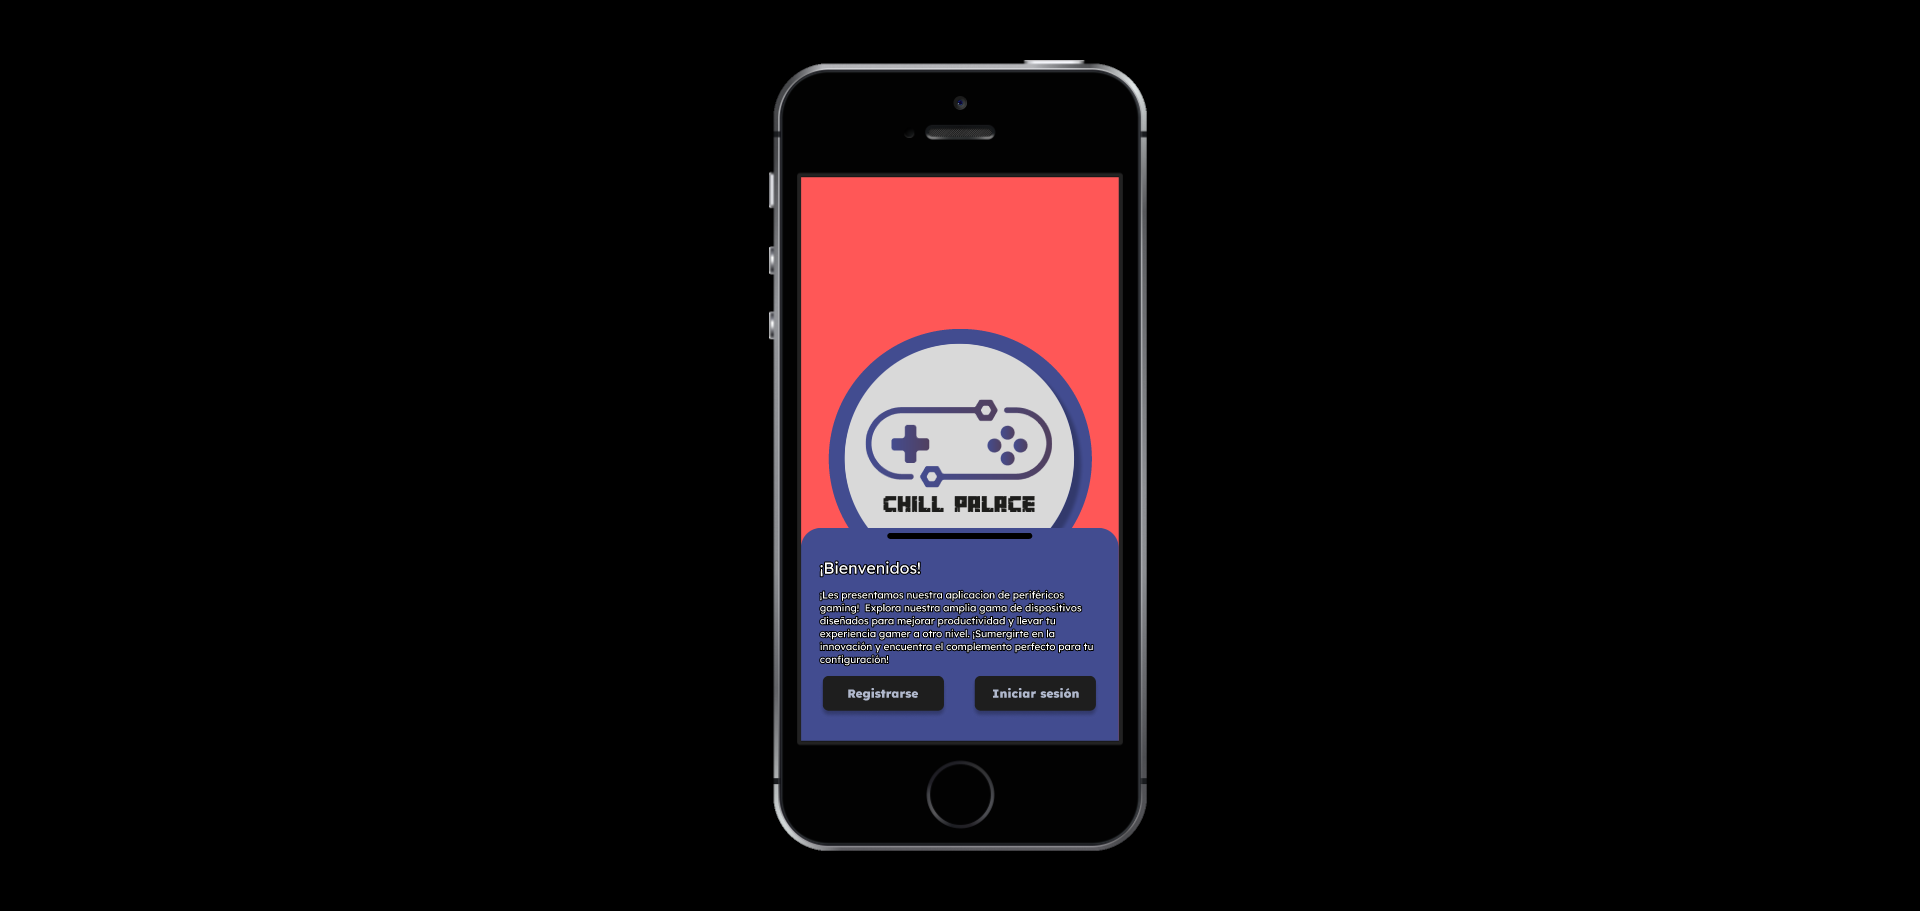 CHILL PALACE
¡Bienvenidos!
¡Les presentamos nuestra aplicacion de periféricos
gaming!  Explora nuestra amplia gama de dispositivos
diseñados para mejorar productividad y llevar tu
experiencia gamer a otro nivel. ¡Sumergirte en la
innovación y encuentra el complemento perfecto para tu
configuración!
Registrarse
Iniciar sesión